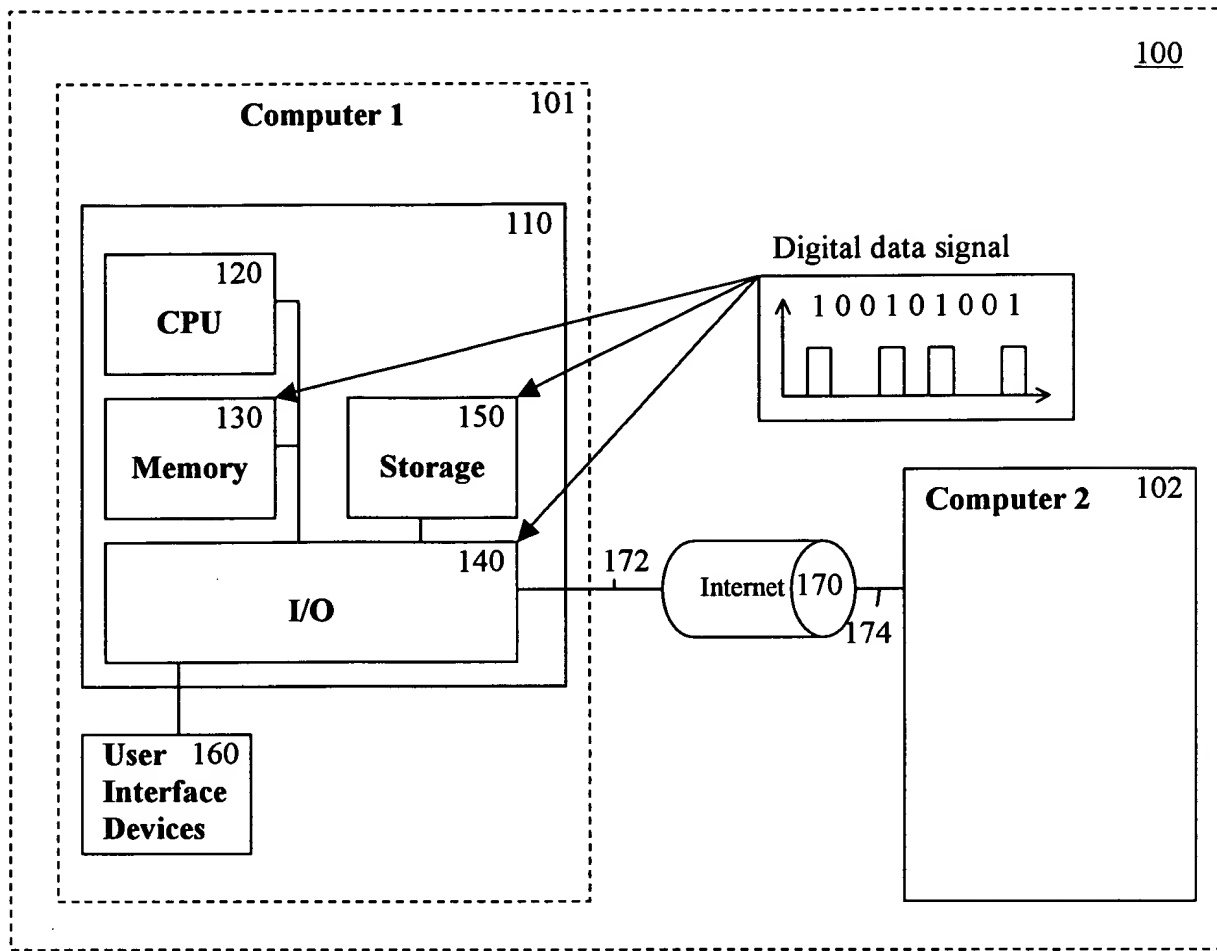 100
101
Computer 1
110
120
CPU
130
Memory
150
Storage
140
I/O
User 160
Interface
Devices
Digital data signal
1 0 0 1 0 1 0 0 1
172
Internet 170
174
Computer 2 102